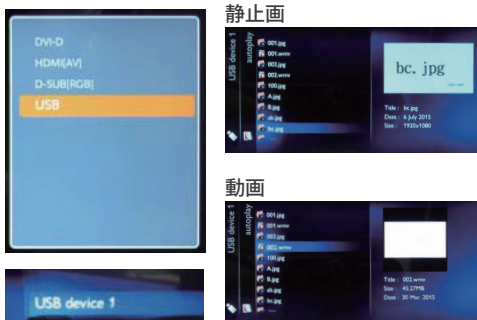 DVI-D
HDMI(AV)
D-SUB(RGB)
USB
USB device 1
静止画
USB device 1
autoplay
001.jpg
001.wmv
002.jpg
002.wmv
100.jpg
A.jpg
B.jpg
ab.jpg
bc.jpg
bc. jpg
Title : bc.jpg
Date : 6 July 2015
Size : 1920x1080
動画
USB device 1
autoplay
001.jpg
001.wmv
002.jpg
002.wmv
100.jpg
A.jpg
B.jpg
ab.jpg
bc.jpg
Title : 002.wmv
Size : 45.27MB
Date : 30 Mar. 2015